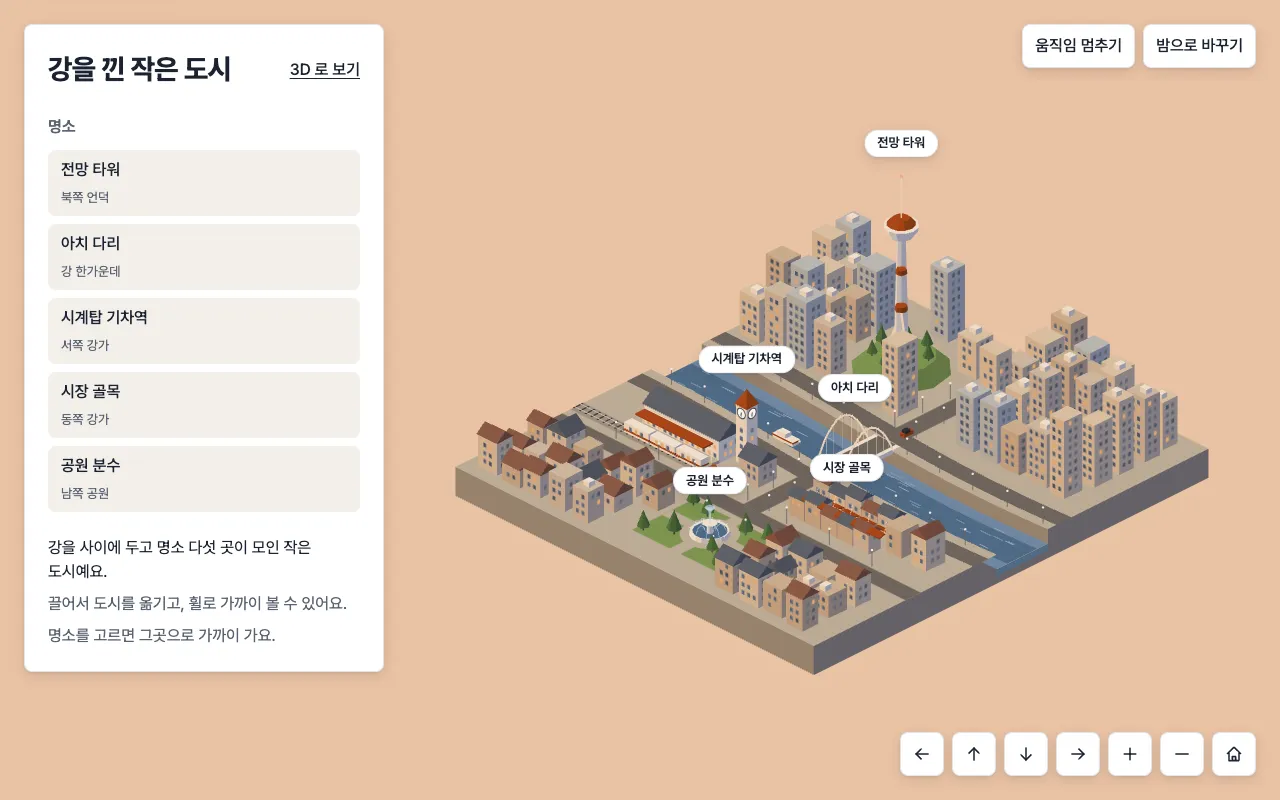 강을 낀 작은 도시
3D 로 보기
명소
전망 타워
북쪽 언덕
아치 다리
강 한가운데
시계탑 기차역
서쪽 강가
시장 골목
동쪽 강가
공원 분수
남쪽 공원
강을 사이에 두고 명소 다섯 곳이 모인 작은
도시예요.
끌어서 도시를 옮기고, 휠로 가까이 볼 수 있어요.
명소를 고르면 그곳으로 가까이 가요.
움직임 멈추기
밤으로 바꾸기
전망 타워
시계탑 기차역
아치 다리
시장 골목
공원 분수